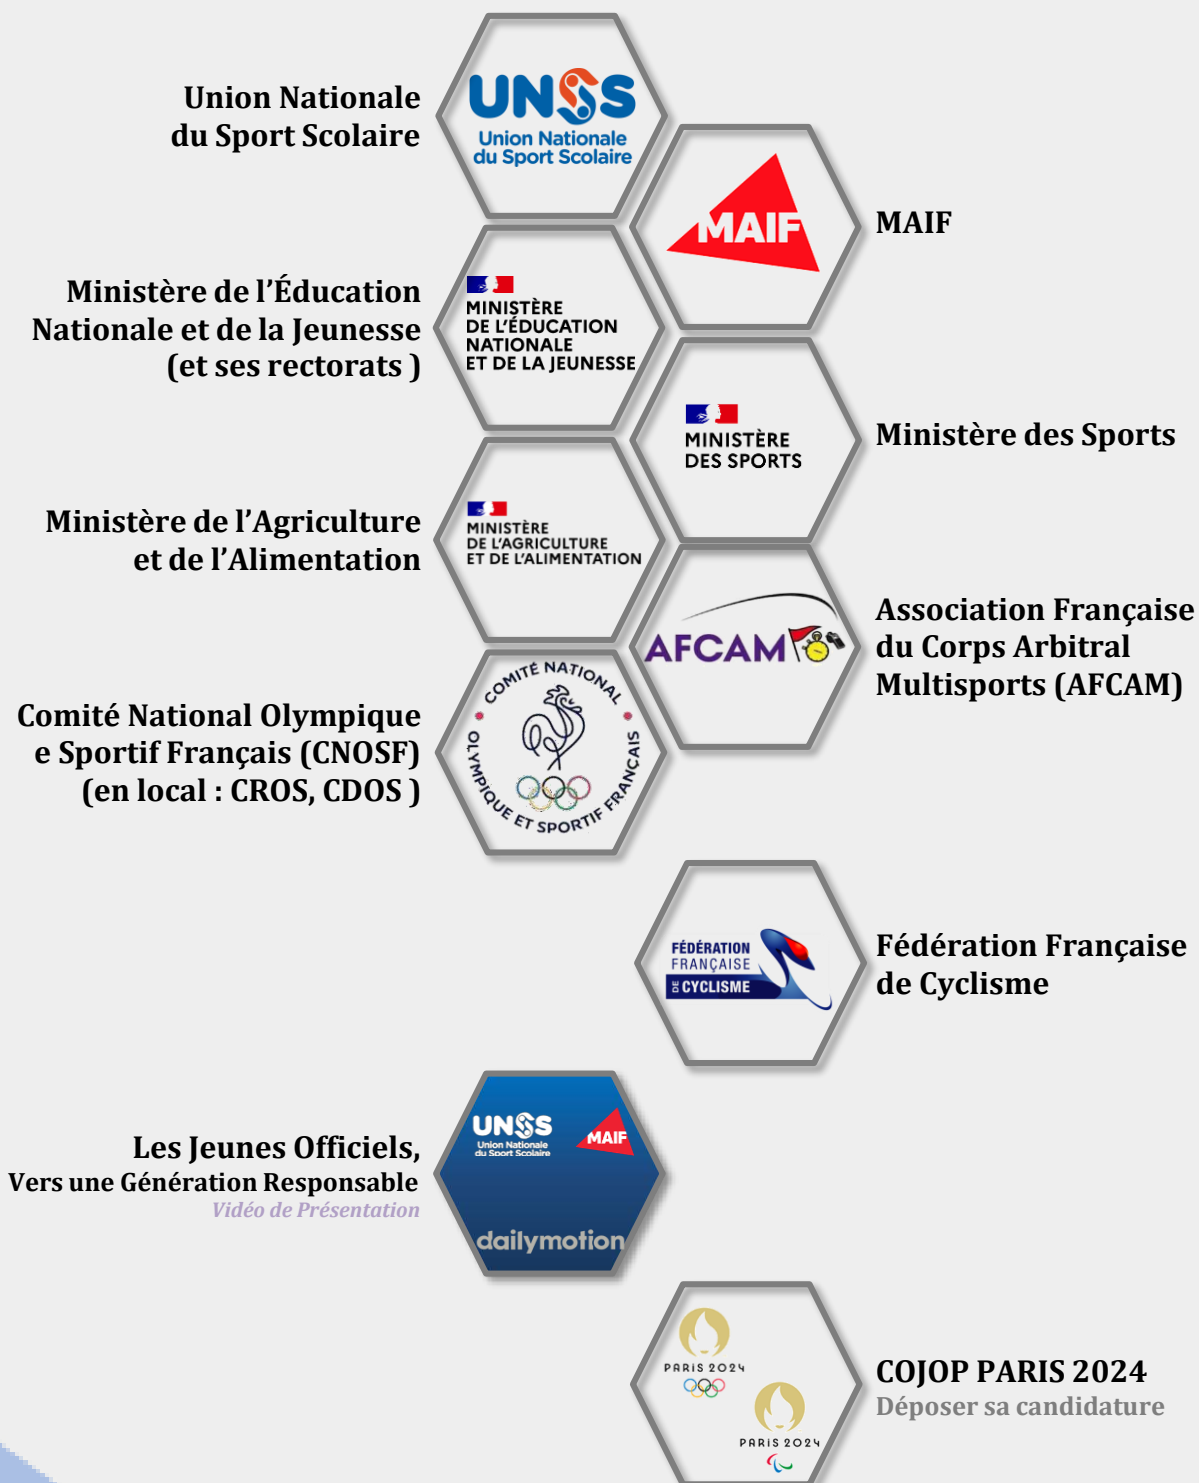 Union Nationale
du Sport Scolaire
UNSS
Union Nationale
du Sport Scolaire
MAIF
MAIF
Ministère de l'Éducation
Nationale et de la Jeunesse
(et ses rectorats )
MINISTÈRE
DE L'ÉDUCATION
NATIONALE
ET DE LA JEUNESSE
MINISTÈRE
DES SPORTS
Ministère des Sports
Ministère de l'Agriculture
et de l'Alimentation
MINISTÈRE
DE L'AGRICULTURE
ET DE L'ALIMENTATION
AFCAM
Association Française
du Corps Arbitral
Multisports (AFCAM)
Comité National Olympique
e Sportif Français (CNOSF)
(en local : CROS, CDOS )
COMITÉ NATIONAL
OLYMPIQUE ET SPORTIF FRANÇAIS
FÉDÉRATION
FRANÇAISE
DE CYCLISME
Fédération Française
de Cyclisme
Les Jeunes Officiels,
Vers une Génération Responsable
Vidéo de Présentation
UNSS
Union Nationale
du Sport Scolaire
MAIF
dailymotion
PARIS 2024
PARIS 2024
COJOP PARIS 2024
Déposer sa candidature